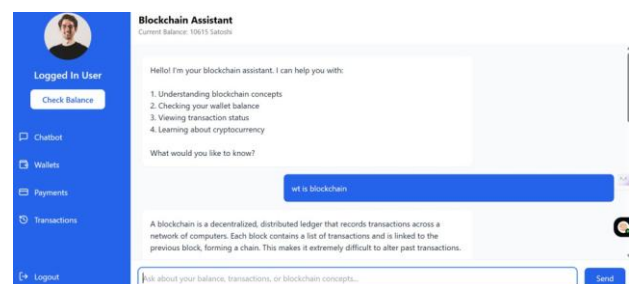 Logged In User
Check Balance
Chatbot
Wallets
Payments
Transactions
Logout
Blockchain Assistant
Current Balance: 10615 Satoshi
Hello! I'm your blockchain assistant. I can help you with:
1. Understanding blockchain concepts
2. Checking your wallet balance
3. Viewing transaction status
4. Learning about cryptocurrency
What would you like to know?
wt is blockchain
A blockchain is a decentralized, distributed ledger that records transactions across a
network of computers. Each block contains a list of transactions and is linked to the
previous block, forming a chain. This makes it extremely difficult to alter past transactions.
Ask about your balance, transactions, or blockchain concepts...
Send